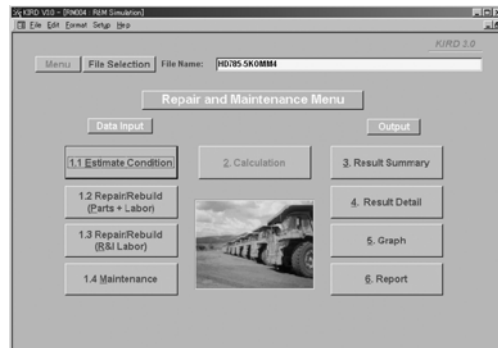 KIRD V3.0 - [RM004 : R&M Simulation]
File Edit Format Setup Help
KIRD 3.0
Menu File Selection File Name: HD785-5KOMM4
Repair and Maintenance Menu
Data Input Output
1.1 Estimate Condition 2. Calculation 3. Result Summary
1.2 Repair/Rebuild
(Parts + Labor)
4. Result Detail
1.3 Repair/Rebuild
(R&I Labor)
5. Graph
1.4 Maintenance 6. Report